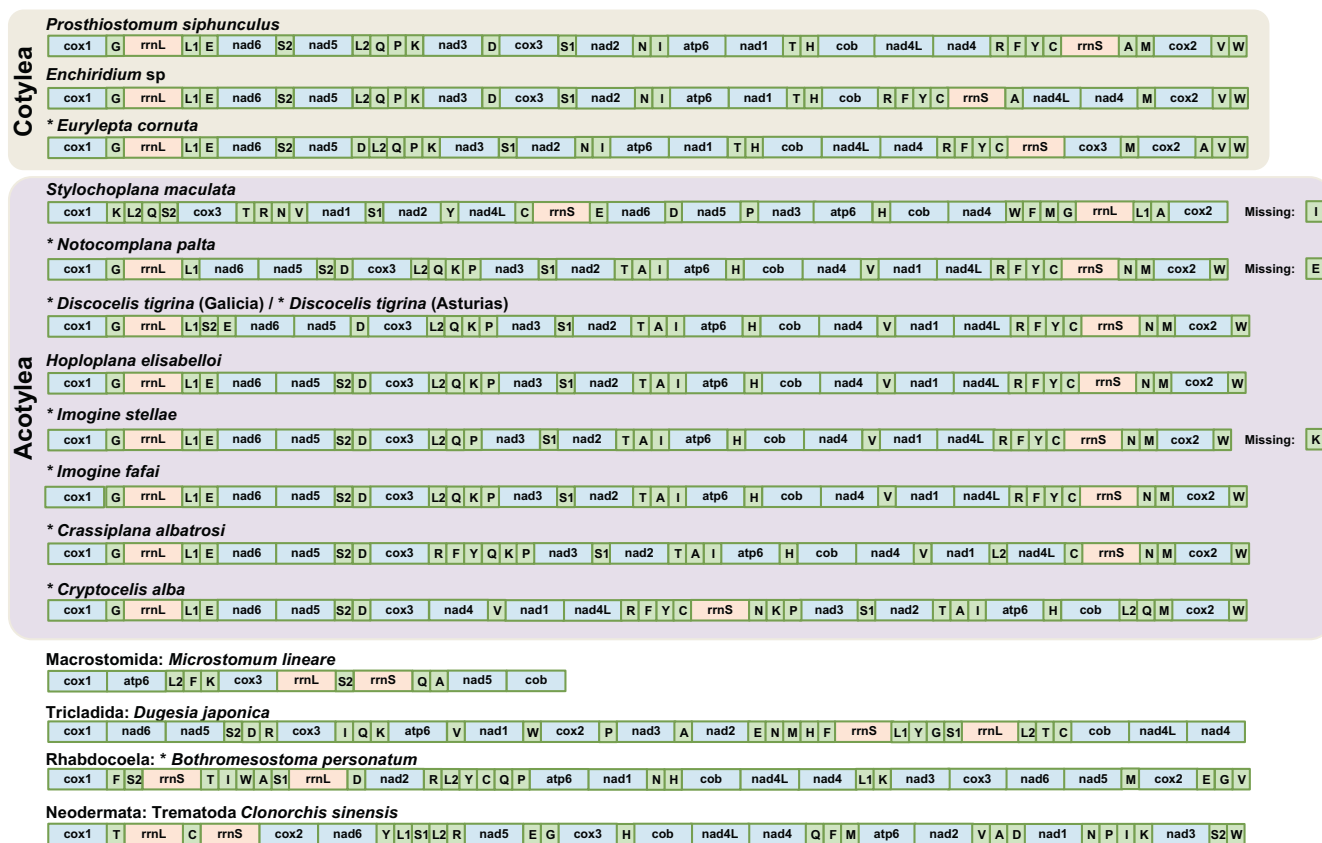 Cotylea
Prosthiostomum siphunculus
cox1 G rrnL L1 E nad6 S2 nad5 L2 Q P K nad3 D cox3 S1 nad2 N I atp6 nad1 T H cob nad4L nad4 R F Y C rrnS A M cox2 V W
Enchiridium sp
cox1 G rrnL L1 E nad6 S2 nad5 L2 Q P K nad3 D cox3 S1 nad2 N I atp6 nad1 T H cob R F Y C rrnS A nad4L nad4 M cox2 V W
* Eurylepta cornuta
cox1 G rrnL L1 E nad6 S2 nad5 D L2 Q P K nad3 S1 nad2 N I atp6 nad1 T H cob nad4L nad4 R F Y C rrnS cox3 M cox2 A V W
Acotylea
Stylochoplana maculata
cox1 K L2 Q S2 cox3 T R N V nad1 S1 nad2 Y nad4L C rrnS E nad6 D nad5 P nad3 atp6 H cob nad4 W F M G rrnL L1 A cox2 Missing: I
* Notocomplana palta
cox1 G rrnL L1 nad6 nad5 S2 D cox3 L2 Q K P nad3 S1 nad2 T A I atp6 H cob nad4 V nad1 nad4L R F Y C rrnS N M cox2 W Missing: E
* Discocelis tigrina (Galicia) / * Discocelis tigrina (Asturias)
cox1 G rrnL L1 S2 E nad6 nad5 D cox3 L2 Q K P nad3 S1 nad2 T A I atp6 H cob nad4 V nad1 nad4L R F Y C rrnS N M cox2 W
Hoploplana elisabelloi
cox1 G rrnL L1 E nad6 nad5 S2 D cox3 L2 Q K P nad3 S1 nad2 T A I atp6 H cob nad4 V nad1 nad4L R F Y C rrnS N M cox2 W
* Imogine stellae
cox1 G rrnL L1 E nad6 nad5 S2 D cox3 L2 Q P nad3 S1 nad2 T A I atp6 H cob nad4 V nad1 nad4L R F Y C rrnS N M cox2 W Missing: K
* Imogine fafai
cox1 G rrnL L1 E nad6 nad5 S2 D cox3 L2 Q K P nad3 S1 nad2 T A I atp6 H cob nad4 V nad1 nad4L R F Y C rrnS N M cox2 W
* Crassiplana albatrosi
cox1 G rrnL L1 E nad6 nad5 S2 D cox3 R F Y Q K P nad3 S1 nad2 T A I atp6 H cob nad4 V nad1 L2 nad4L C rrnS N M cox2 W
* Cryptocelis alba
cox1 G rrnL L1 E nad6 nad5 S2 D cox3 nad4 V nad1 nad4L R F Y C rrnS N K P nad3 S1 nad2 T A I atp6 H cob L2 Q M cox2 W
Macrostomida: Microstomum lineare
cox1 atp6 L2 F K cox3 rrnL S2 rrnS Q A nad5 cob
Tricladida: Dugesia japonica
cox1 nad6 nad5 S2 D R cox3 I Q K atp6 V nad1 W cox2 P nad3 A nad2 E N M H F rrnS L1 Y G S1 rrnL L2 T C cob nad4L nad4
Rhabdocoela: * Bothromesostoma personatum
cox1 F S2 rrnS T I W A S1 rrnL D nad2 R L2 Y C Q P atp6 nad1 N H cob nad4L nad4 L1 K nad3 cox3 nad6 nad5 M cox2 E G V
Neodermata: Trematoda Clonorchis sinensis
cox1 T rrnL C rrnS cox2 nad6 Y L1 S1 L2 R nad5 E G cox3 H cob nad4L nad4 Q F M atp6 nad2 V A D nad1 N P I K nad3 S2 W